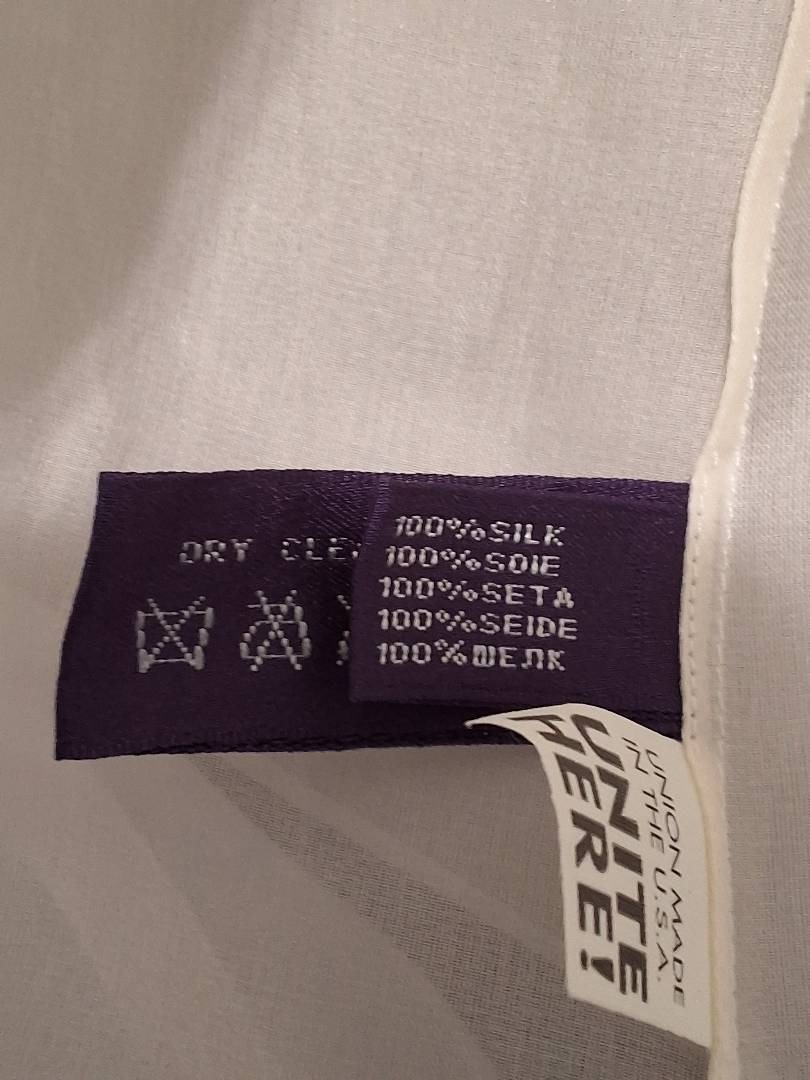 DRY CLE
100%SILK
100%SOIE
100%SETA
100%SEIDE
100%ШЕЛК
UNION MADE
IN THE U.S.A.
UNITE
HERE!